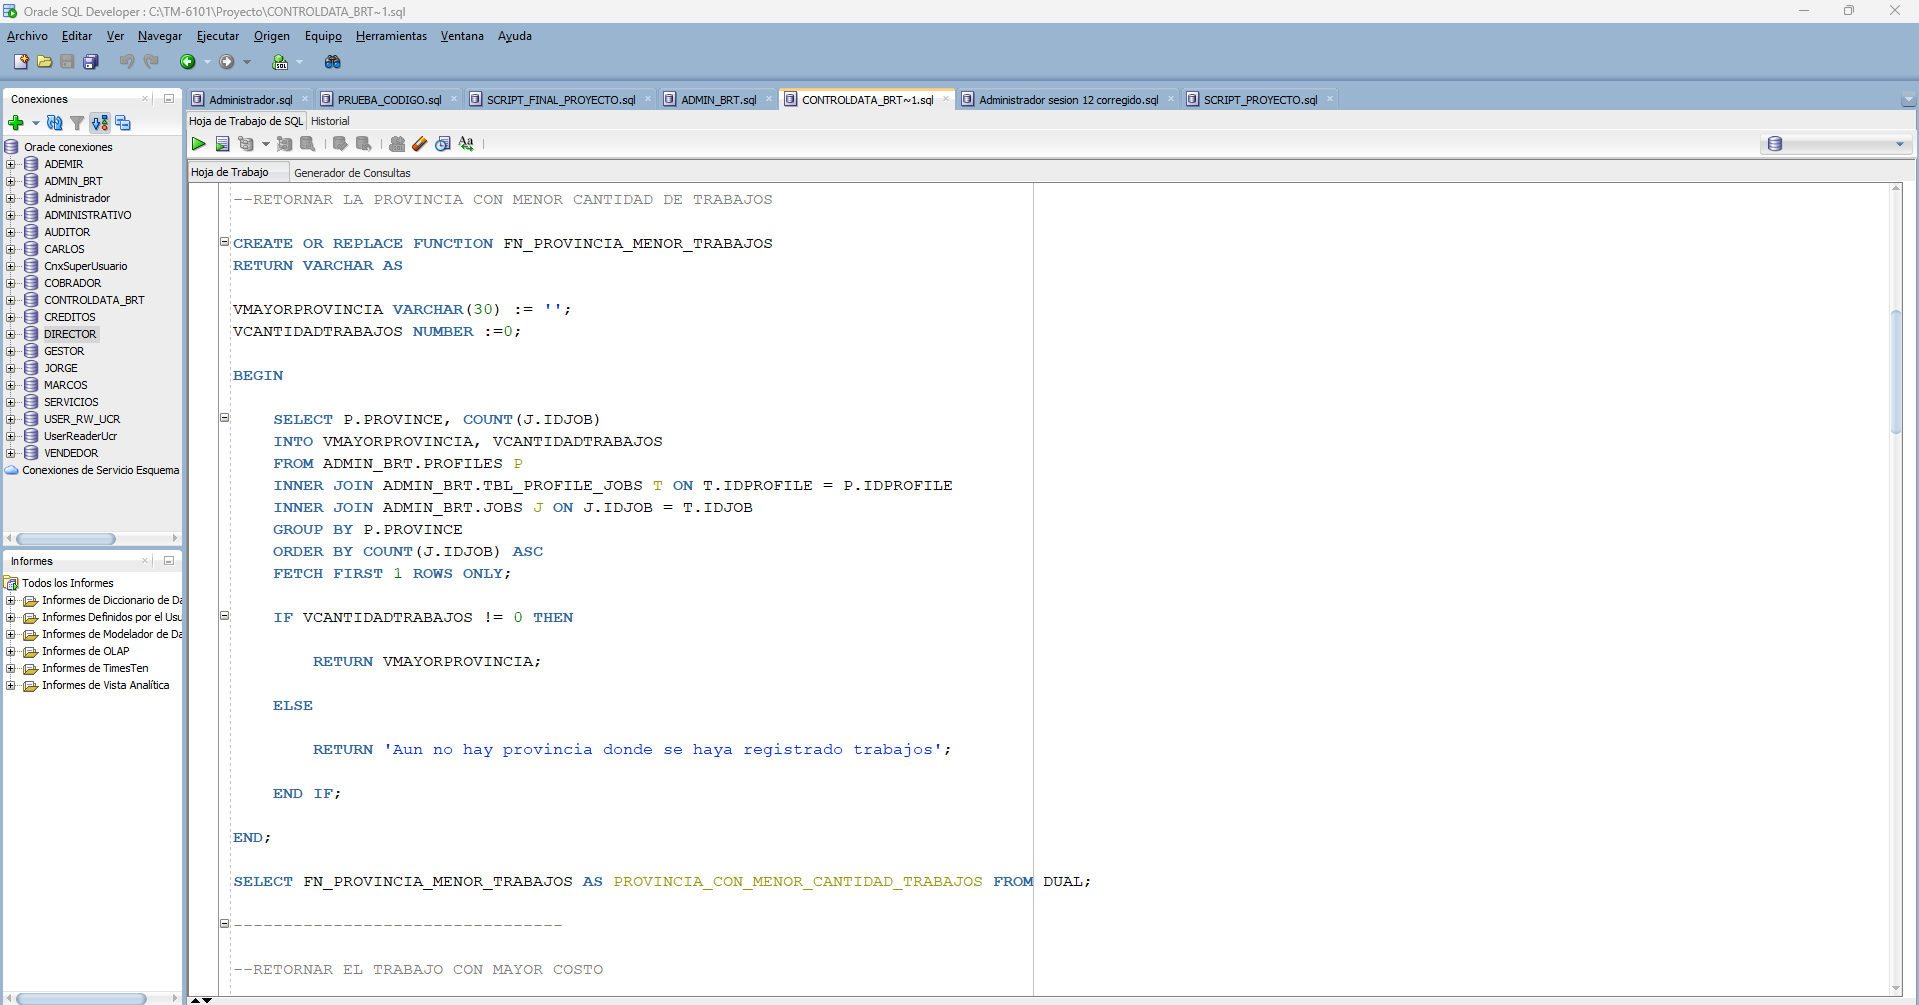 Oracle SQL Developer : C:\TM-6101\Proyecto\CONTROLDATA_BRT~1.sql
Archivo Editar Ver Navegar Ejecutar Origen Equipo Herramientas Ventana Ayuda
Conexiones
Oracle conexiones
ADEMIR
ADMIN_BRT
Administrador
ADMINISTRATIVO
AUDITOR
CARLOS
CnxSuperUsuario
COBRADOR
CONTROLDATA_BRT
CREDITOS
DIRECTOR
GESTOR
JORGE
MARCOS
SERVICIOS
USER_RW_UCR
UserReaderUcr
VENDEDOR
Conexiones de Servicio Esquema
Informes
Todos los Informes
Informes de Diccionario de Da
Informes Definidos por el Usu
Informes de Modelador de Da
Informes de OLAP
Informes de TimesTen
Informes de Vista Analítica
Administrador.sql PRUEBA_CODIGO.sql SCRIPT_FINAL_PROYECTO.sql ADMIN_BRT.sql CONTROLDATA_BRT~1.sql Administrador sesion 12 corregido.sql SCRIPT_PROYECTO.sql
Hoja de Trabajo de SQL Historial
Hoja de Trabajo Generador de Consultas
--RETORNAR LA PROVINCIA CON MENOR CANTIDAD DE TRABAJOS
CREATE OR REPLACE FUNCTION FN_PROVINCIA_MENOR_TRABAJOS
RETURN VARCHAR AS
VMAYORPROVINCIA VARCHAR(30) := '';
VCANTIDADTRABAJOS NUMBER :=0;
BEGIN
SELECT P.PROVINCE, COUNT(J.IDJOB)
INTO VMAYORPROVINCIA, VCANTIDADTRABAJOS
FROM ADMIN_BRT.PROFILES P
INNER JOIN ADMIN_BRT.TBL_PROFILE_JOBS T ON T.IDPROFILE = P.IDPROFILE
INNER JOIN ADMIN_BRT.JOBS J ON J.IDJOB = T.IDJOB
GROUP BY P.PROVINCE
ORDER BY COUNT(J.IDJOB) ASC
FETCH FIRST 1 ROWS ONLY;
IF VCANTIDADTRABAJOS != 0 THEN
RETURN VMAYORPROVINCIA;
ELSE
RETURN 'Aun no hay provincia donde se haya registrado trabajos';
END IF;
END;
SELECT FN_PROVINCIA_MENOR_TRABAJOS AS PROVINCIA_CON_MENOR_CANTIDAD_TRABAJOS FROM DUAL;
---------------------------------
--RETORNAR EL TRABAJO CON MAYOR COSTO